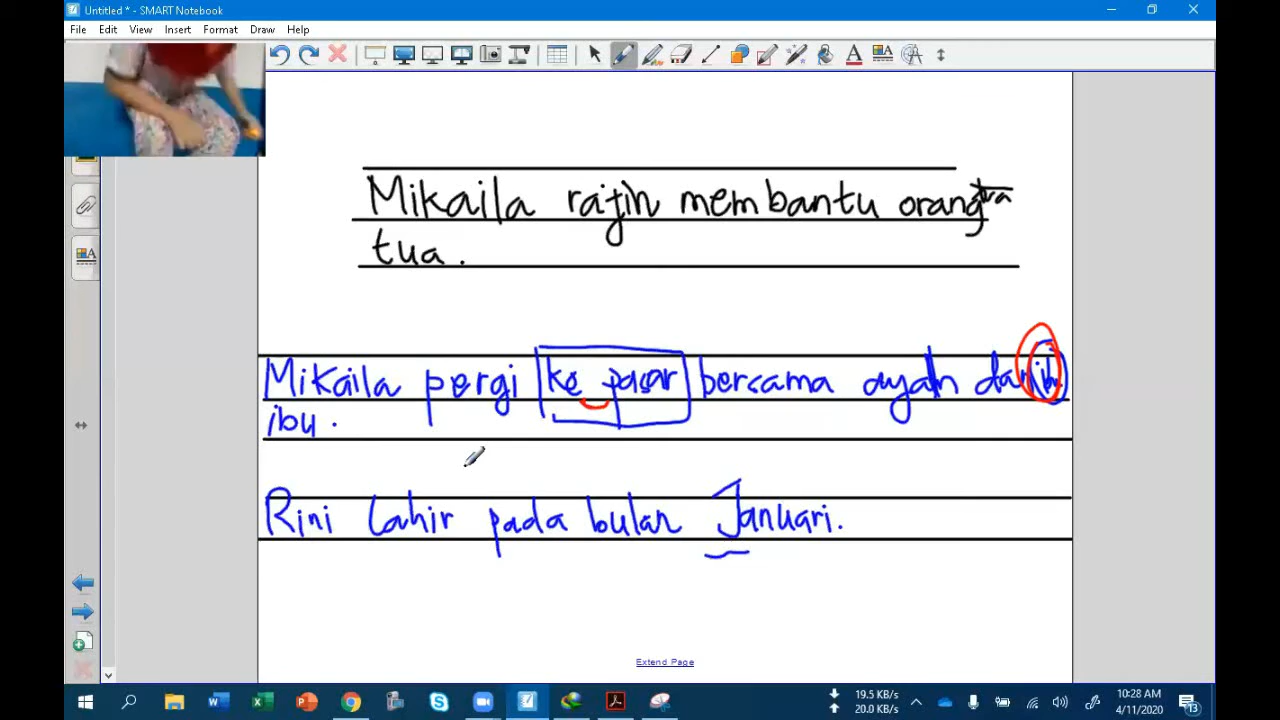 Untitled * - SMART Notebook
File Edit View Insert Format Draw Help
Mikaila rajin membantu orang tua
tua.
Mikaila pergi ke pasar bersama ayah dan ibu
ibu.
Rini lahir pada bulan Januari.
Extend Page
19.5 KB/s
20.0 KB/s
10:28 AM
4/11/2020
13